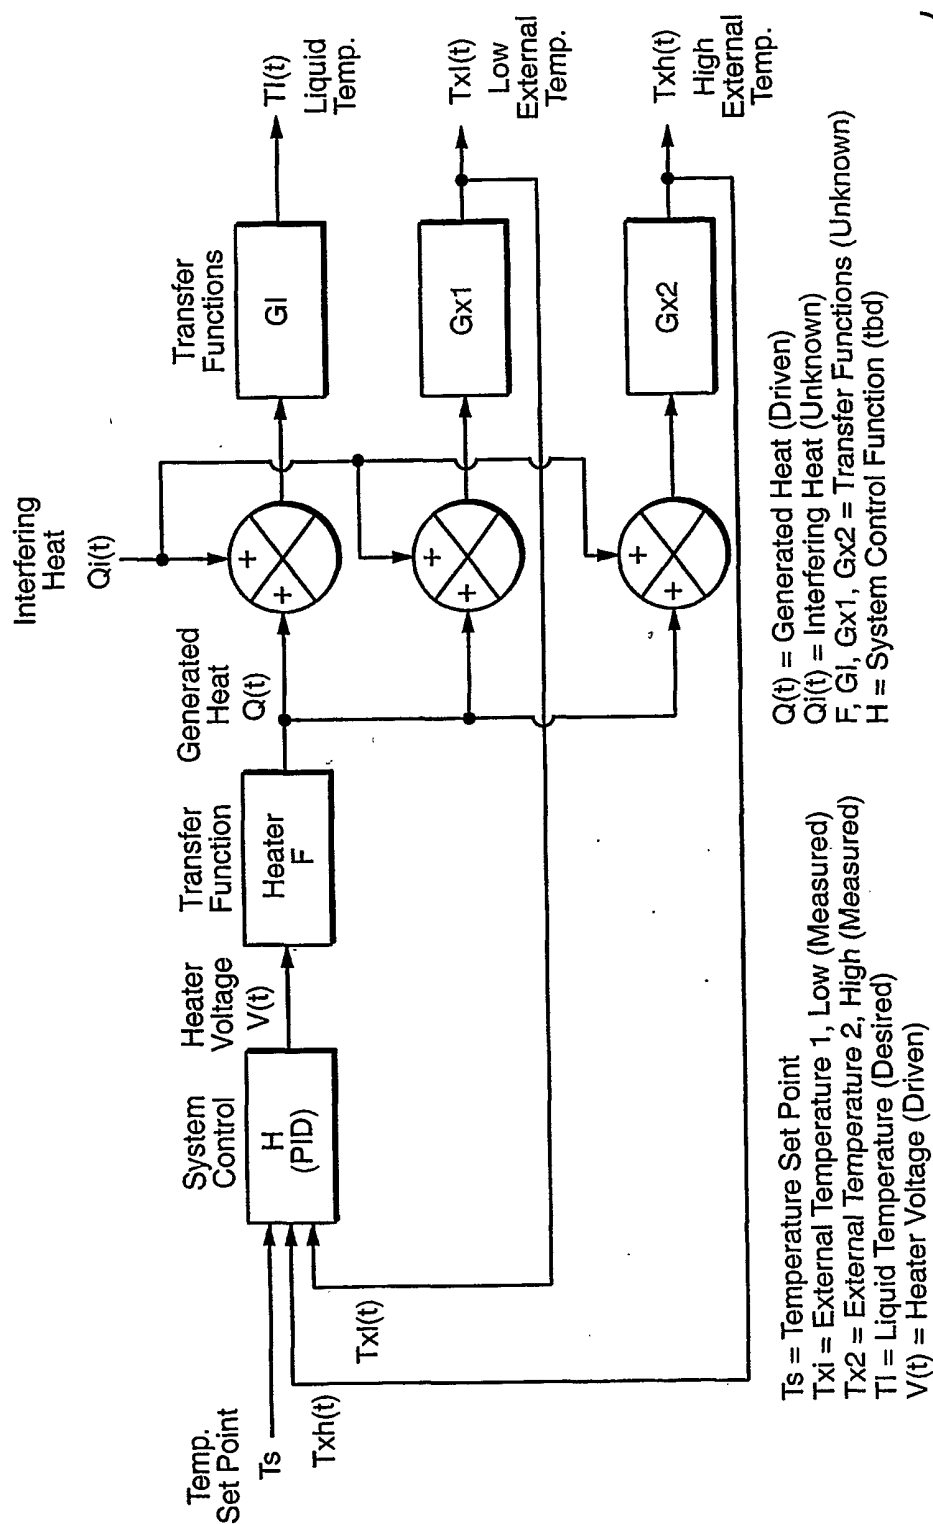 Interfering
Heat
Qi(t)
Temp.
Set Point
Ts
Txh(t)
Txl(t)
System
Control
H
(PID)
Heater
Voltage
V(t)
Transfer
Function
Heater
F
Generated
Heat
Q(t)
+
+
+
+
+
+
Transfer
Functions
Gl
Gx1
Gx2
Tl(t)
Liquid
Temp.
Txl(t)
Low
External
Temp.
Txh(t)
High
External
Temp.
Ts = Temperature Set Point
Txi = External Temperature 1, Low (Measured)
Tx2 = External Temperature 2, High (Measured)
Tl = Liquid Temperature (Desired)
V(t) = Heater Voltage (Driven)
Q(t) = Generated Heat (Driven)
Qi(t) = Interfering Heat (Unknown)
F, Gl, Gx1, Gx2 = Transfer Functions (Unknown)
H = System Control Function (tbd)